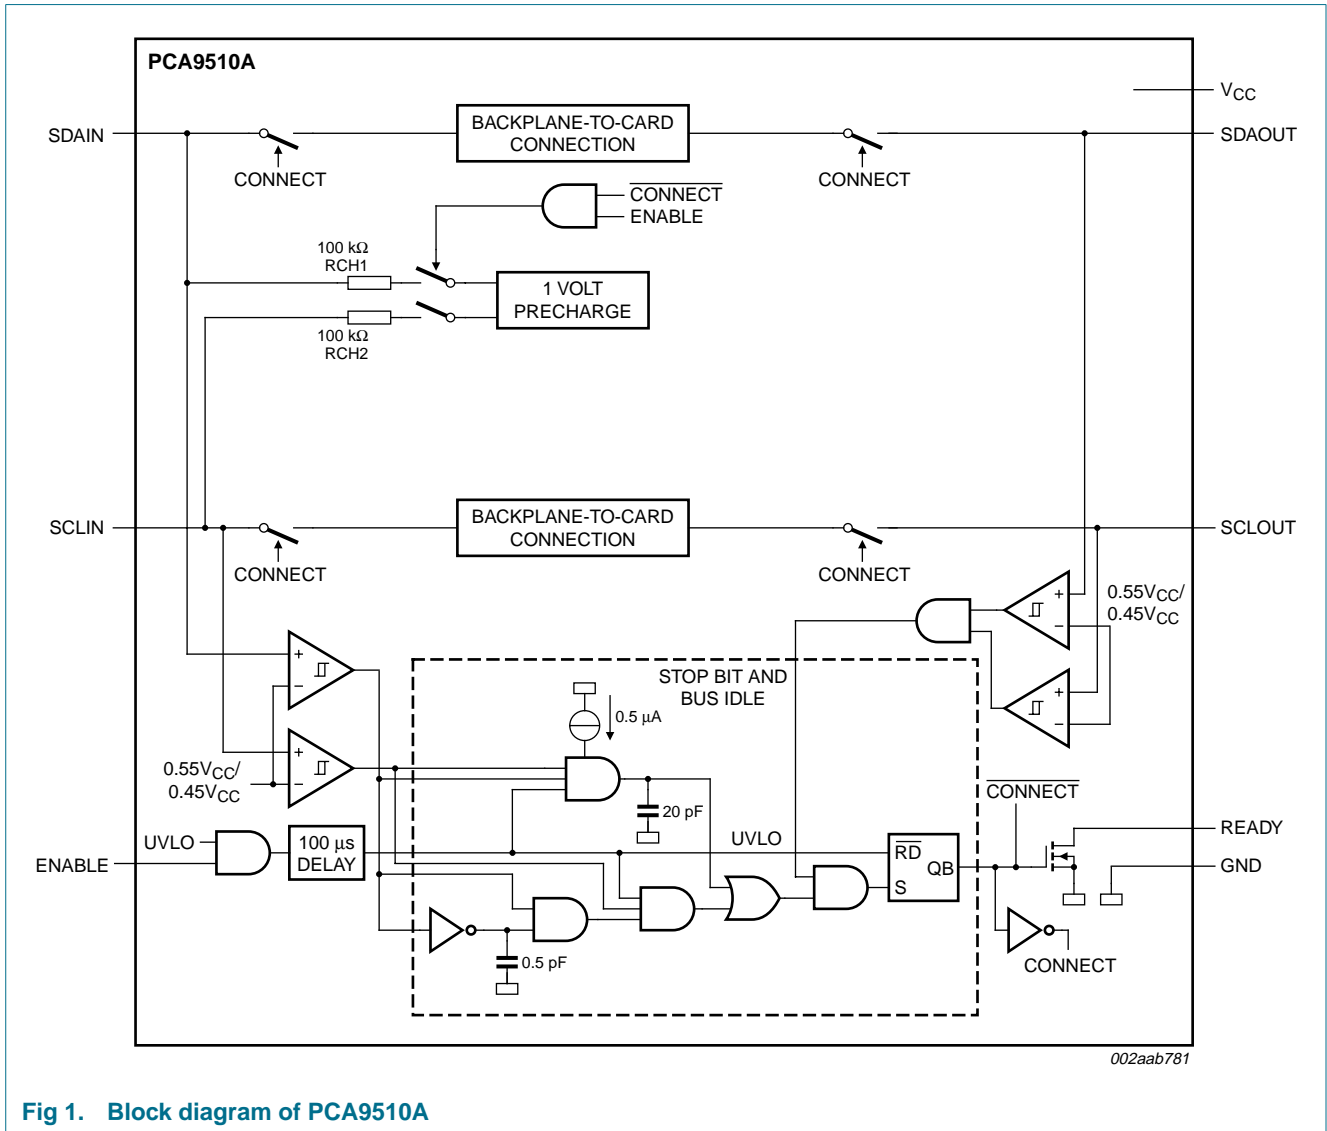 PCA9510A
VCC
SDAIN
BACKPLANE-TO-CARD
CONNECTION
SDAOUT
CONNECT
CONNECT
CONNECT
ENABLE
100 kΩ
RCH1
1 VOLT
PRECHARGE
100 kΩ
RCH2
SCLIN
BACKPLANE-TO-CARD
CONNECTION
SCLOUT
CONNECT
CONNECT
0.55VCC/
0.45VCC
+
−
+
−
STOP BIT AND
BUS IDLE
+
−
+
−
0.5 μA
0.55VCC/
0.45VCC
20 pF
CONNECT
UVLO
ENABLE
100 μs
DELAY
UVLO
RD
QB
S
READY
GND
0.5 pF
CONNECT
002aab781
Fig 1. Block diagram of PCA9510A